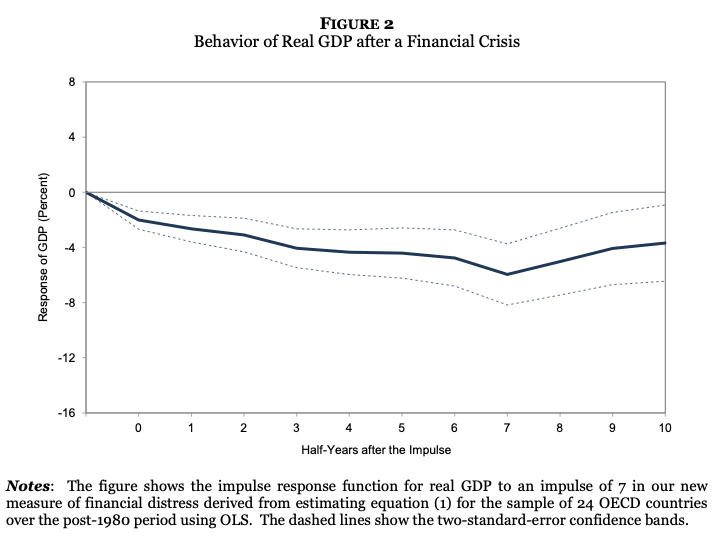 FIGURE 2
Behavior of Real GDP after a Financial Crisis
8
4
0
-4
-8
-12
-16
Response of GDP (Percent)
0 1 2 3 4 5 6 7 8 9 10
Half-Years after the Impulse
Notes: The figure shows the impulse response function for real GDP to an impulse of 7 in our new
measure of financial distress derived from estimating equation (1) for the sample of 24 OECD countries
over the post-1980 period using OLS. The dashed lines show the two-standard-error confidence bands.